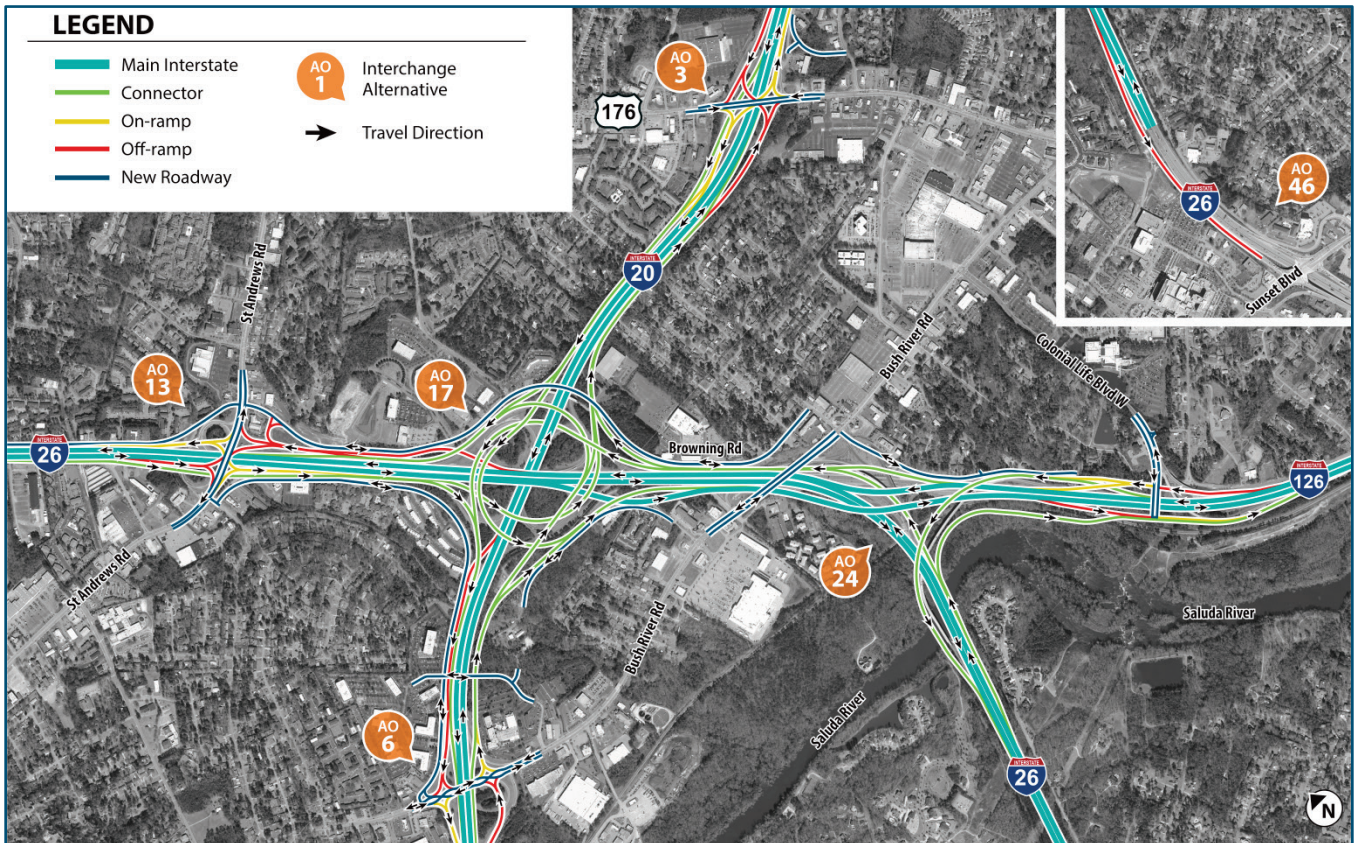 LEGEND
Main Interstate
Connector
On-ramp
Off-ramp
New Roadway
AO
1
Interchange
Alternative
Travel Direction
AO
3
176
INTERSTATE
26
AO
46
Sunset Blvd
INTERSTATE
20
St Andrews Rd
Bush River Rd
Colonial Life Blvd W
AO
13
AO
17
Browning Rd
INTERSTATE
26
INTERSTATE
126
St Andrews Rd
AO
24
Bush River Rd
Saluda River
Saluda River
AO
6
INTERSTATE
26
N